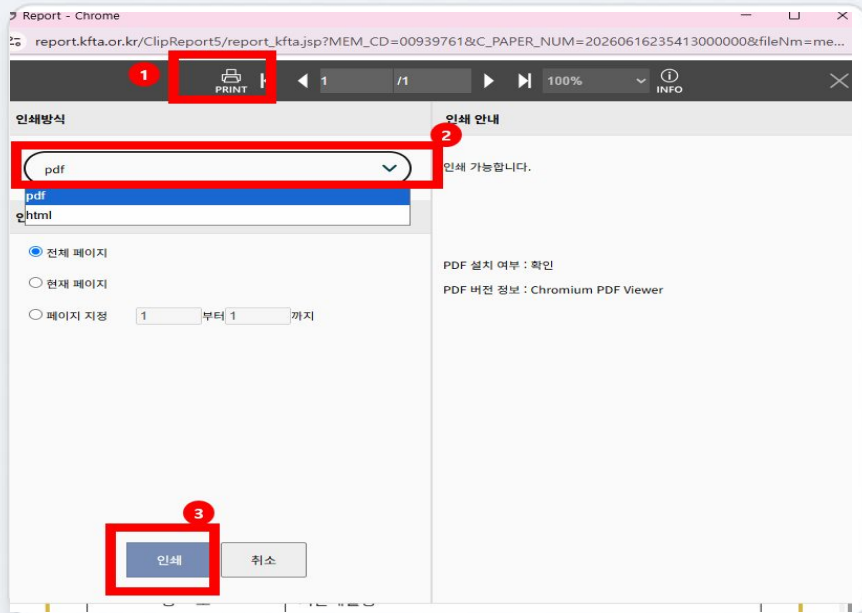 Report - Chrome
report.kfta.or.kr/ClipReport5/report_kfta.jsp?MEM_CD=00939761&C_PAPER_NUM=20260616235413000000&fileNm=me...
1
PRINT
1 /1
100%
INFO
인쇄방식
인쇄 안내
2
pdf
인쇄 가능합니다.
pdf
html
전체 페이지
현재 페이지
PDF 설치 여부 : 확인
PDF 버전 정보 : Chromium PDF Viewer
페이지 지정 1 부터 1 까지
3
인쇄 취소